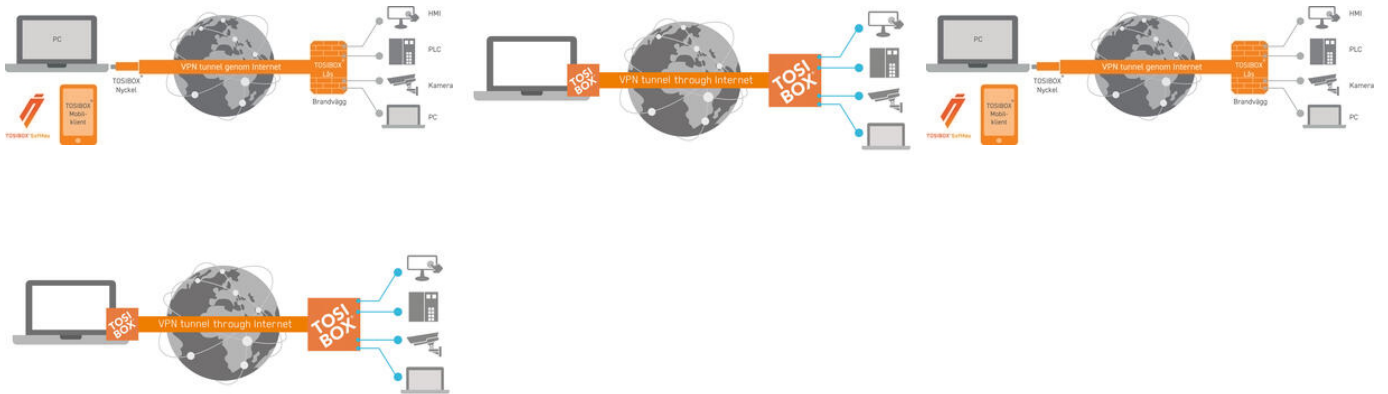 PC
TOSIBOX
Nyckel
TOSIBOX SoftKey
TOSIBOX
Mobil-
klient
VPN tunnel genom Internet
TOSIBOX
Lås
Brandvägg
HMI
PLC
Kamera
PC
TOSI
BOX
VPN tunnel through Internet
TOSI
BOX
PC
TOSIBOX
Nyckel
TOSIBOX SoftKey
TOSIBOX
Mobil-
klient
VPN tunnel genom Internet
TOSIBOX
Lås
Brandvägg
HMI
PLC
Kamera
PC
TOSI
BOX
VPN tunnel through Internet
TOSI
BOX